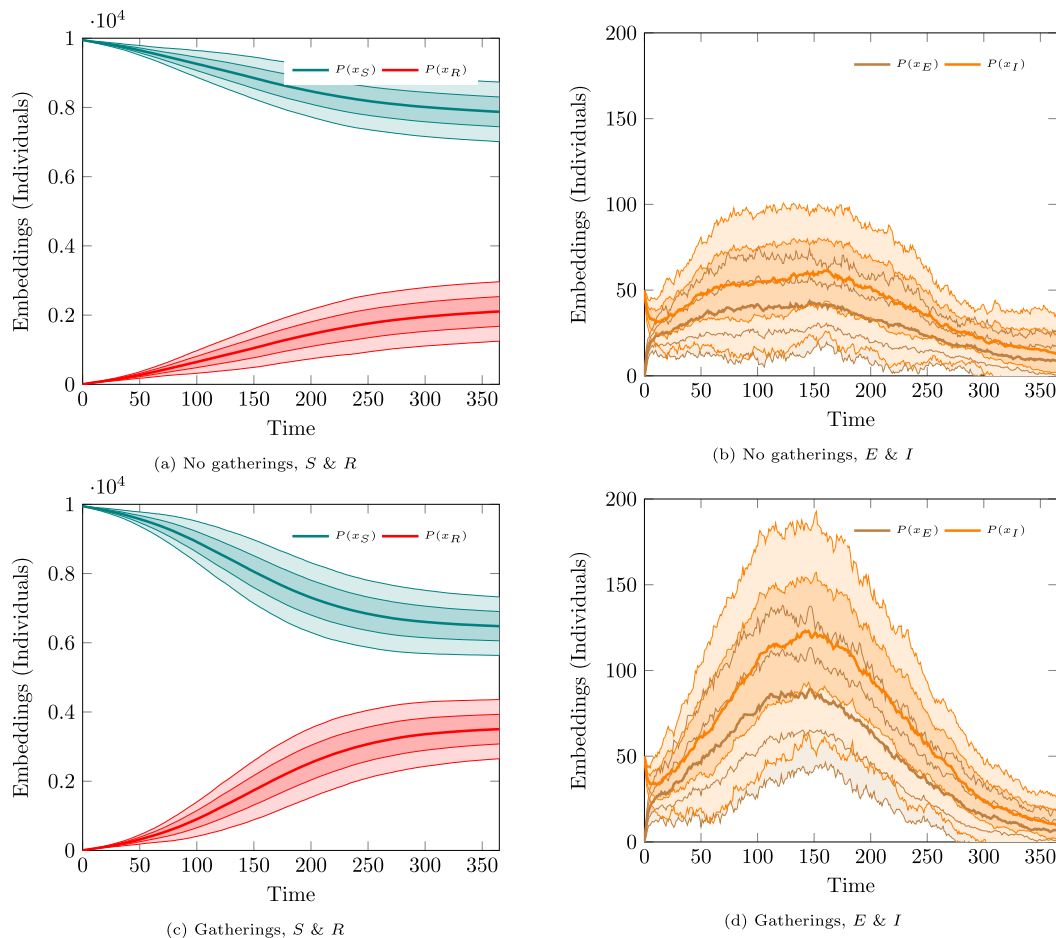 ·10⁴
1
0.8
0.6
0.4
0.2
0
0 50 100 150 200 250 300 350
Embeddings (Individuals)
Time
P(x_S) P(x_R)
(a) No gatherings, S & R
200
150
100
50
0
0 50 100 150 200 250 300 350
Embeddings (Individuals)
Time
P(x_E) P(x_I)
(b) No gatherings, E & I
·10⁴
1
0.8
0.6
0.4
0.2
0
0 50 100 150 200 250 300 350
Embeddings (Individuals)
Time
P(x_S) P(x_R)
(c) Gatherings, S & R
200
150
100
50
0
0 50 100 150 200 250 300 350
Embeddings (Individuals)
Time
P(x_E) P(x_I)
(d) Gatherings, E & I